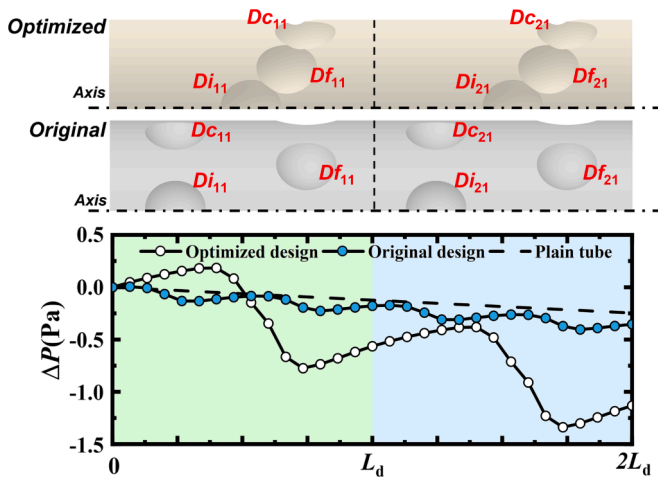 Optimized
Dc11
Dc21
Di11
Df11
Di21
Df21
Axis
Original
Dc11
Dc21
Di11
Df11
Di21
Df21
Axis
ΔP(Pa)
0.5
0.0
-0.5
-1.0
-1.5
Optimized design
Original design
Plain tube
0
Ld
2Ld